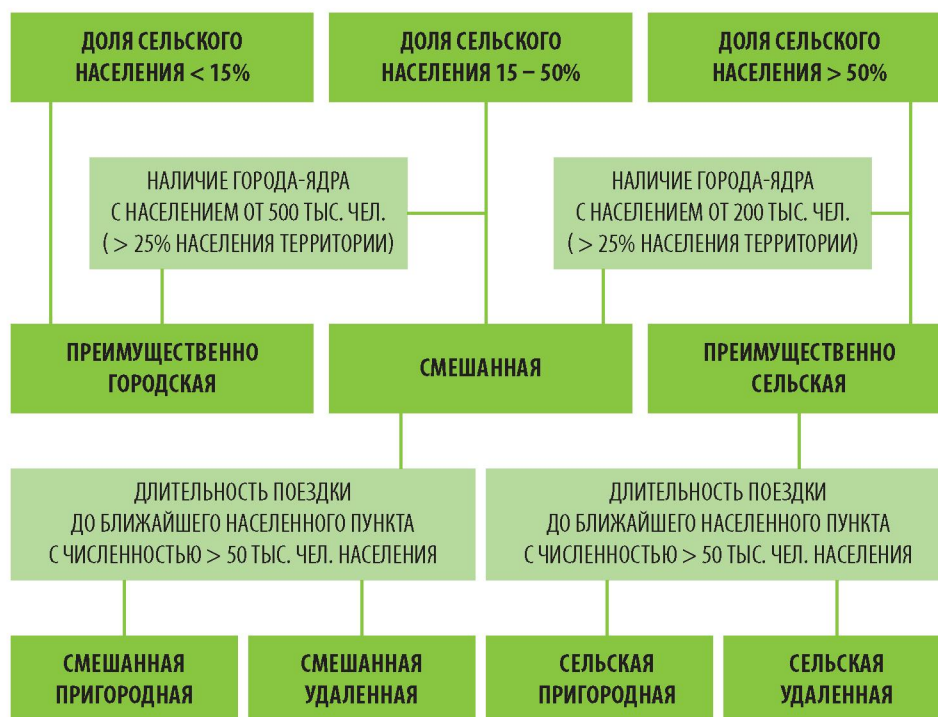 ДОЛЯ СЕЛЬСКОГО
НАСЕЛЕНИЯ < 15%
ДОЛЯ СЕЛЬСКОГО
НАСЕЛЕНИЯ 15 – 50%
ДОЛЯ СЕЛЬСКОГО
НАСЕЛЕНИЯ > 50%
НАЛИЧИЕ ГОРОДА-ЯДРА
С НАСЕЛЕНИЕМ ОТ 500 ТЫС. ЧЕЛ.
( > 25% НАСЕЛЕНИЯ ТЕРРИТОРИИ)
НАЛИЧИЕ ГОРОДА-ЯДРА
С НАСЕЛЕНИЕМ ОТ 200 ТЫС. ЧЕЛ.
( > 25% НАСЕЛЕНИЯ ТЕРРИТОРИИ)
ПРЕИМУЩЕСТВЕННО
ГОРОДСКАЯ
СМЕШАННАЯ
ПРЕИМУЩЕСТВЕННО
СЕЛЬСКАЯ
ДЛИТЕЛЬНОСТЬ ПОЕЗДКИ
ДО БЛИЖАЙШЕГО НАСЕЛЕННОГО ПУНКТА
С ЧИСЛЕННОСТЬЮ > 50 ТЫС. ЧЕЛ. НАСЕЛЕНИЯ
ДЛИТЕЛЬНОСТЬ ПОЕЗДКИ
ДО БЛИЖАЙШЕГО НАСЕЛЕННОГО ПУНКТА
С ЧИСЛЕННОСТЬЮ > 50 ТЫС. ЧЕЛ. НАСЕЛЕНИЯ
СМЕШАННАЯ
ПРИГОРОДНАЯ
СМЕШАННАЯ
УДАЛЕННАЯ
СЕЛЬСКАЯ
ПРИГОРОДНАЯ
СЕЛЬСКАЯ
УДАЛЕННАЯ